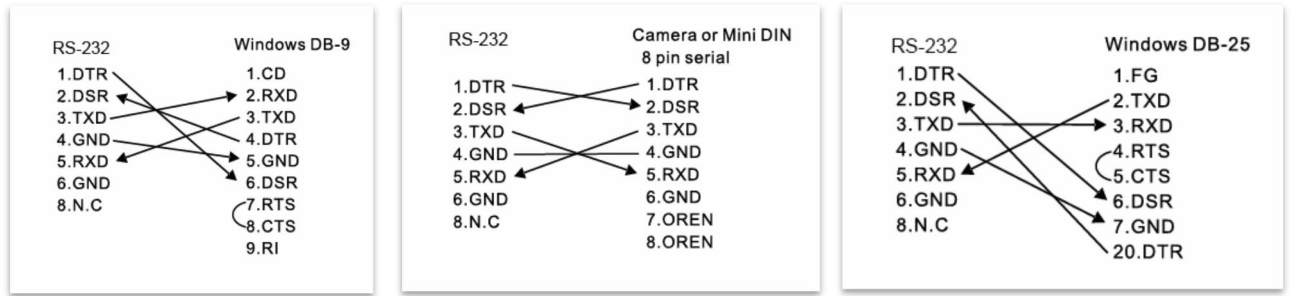 RS-232
Windows DB-9
1.DTR
2.DSR
3.TXD
4.GND
5.RXD
6.GND
8.N.C
1.CD
2.RXD
3.TXD
4.DTR
5.GND
6.DSR
7.RTS
8.CTS
9.RI
RS-232
Camera or Mini DIN
8 pin serial
1.DTR
2.DSR
3.TXD
4.GND
5.RXD
6.GND
8.N.C
1.DTR
2.DSR
3.TXD
4.GND
5.RXD
6.GND
7.OREN
8.OREN
RS-232
Windows DB-25
1.DTR
2.DSR
3.TXD
4.GND
5.RXD
6.GND
8.N.C
1.FG
2.TXD
3.RXD
4.RTS
5.CTS
6.DSR
7.GND
20.DTR